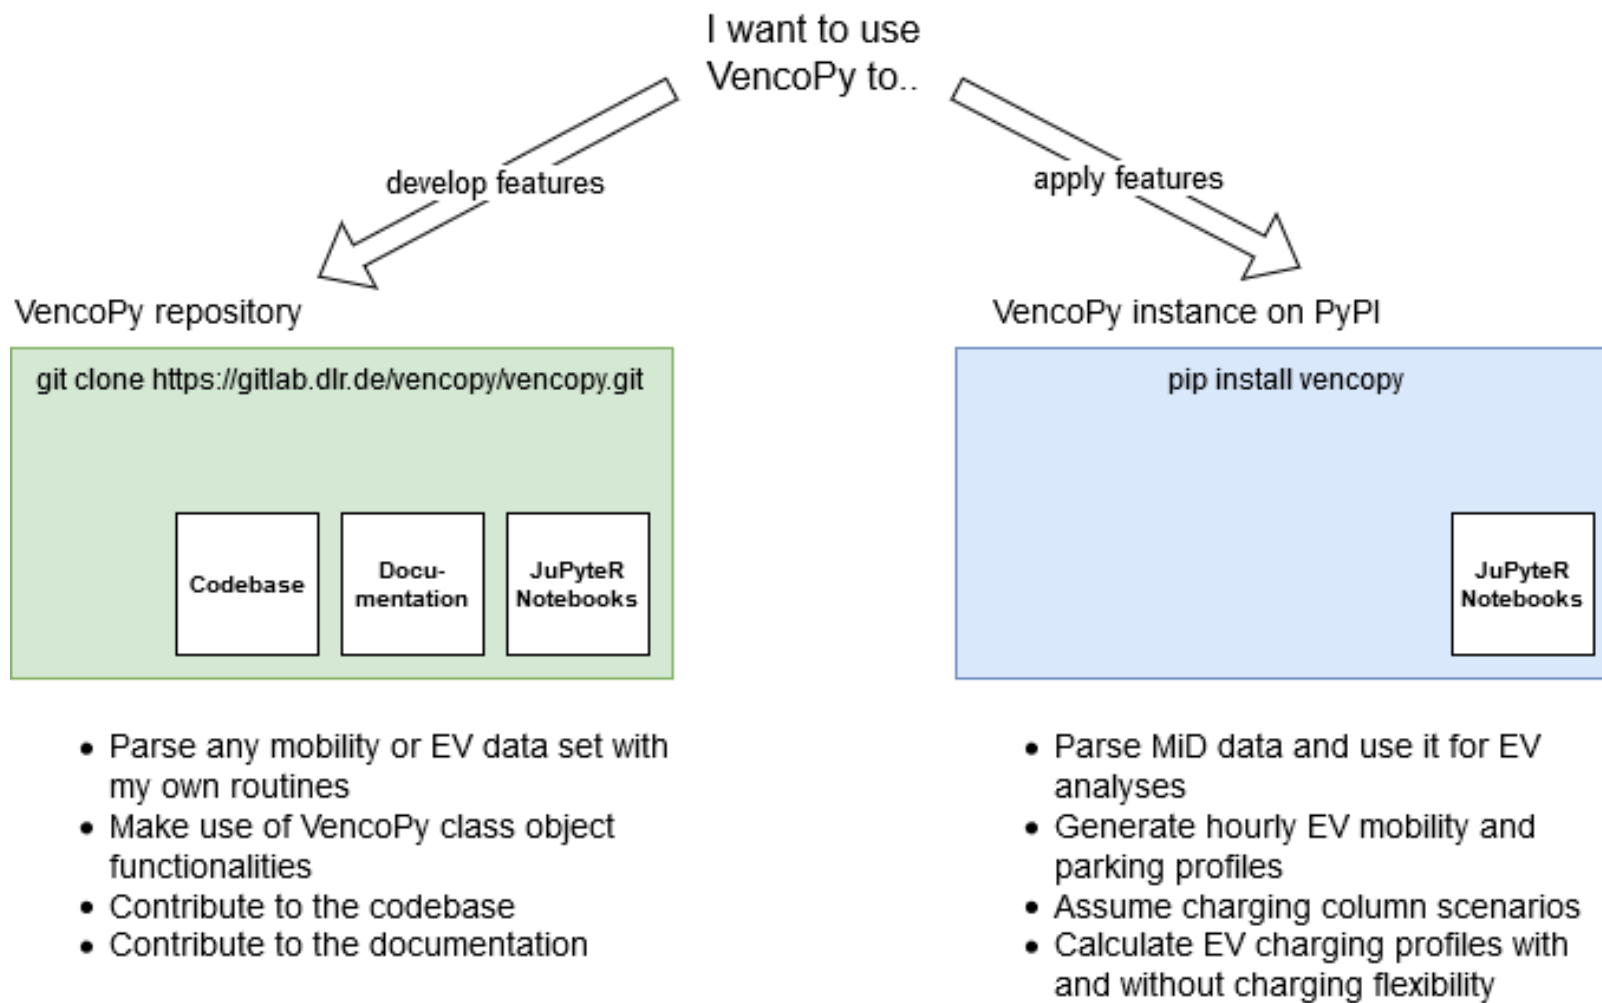 I want to use
VencoPy to..
develop features
apply features
VencoPy repository
git clone https://gitlab.dlr.de/vencopy/vencopy.git
Codebase
Docu-
mentation
JuPyteR
Notebooks
• Parse any mobility or EV data set with
my own routines
• Make use of VencoPy class object
functionalities
• Contribute to the codebase
• Contribute to the documentation
VencoPy instance on PyPI
pip install vencopy
JuPyteR
Notebooks
• Parse MiD data and use it for EV
analyses
• Generate hourly EV mobility and
parking profiles
• Assume charging column scenarios
• Calculate EV charging profiles with
and without charging flexibility